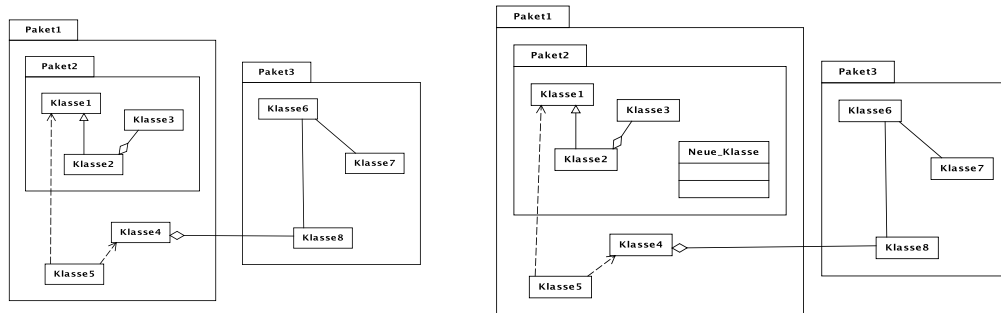 Paket1
Paket2
Klasse1
Klasse3
Klasse2
Klasse4
Klasse5
Paket3
Klasse6
Klasse7
Klasse8
Paket1
Paket2
Klasse1
Klasse3
Klasse2
Neue_Klasse
Klasse4
Klasse5
Paket3
Klasse6
Klasse7
Klasse8